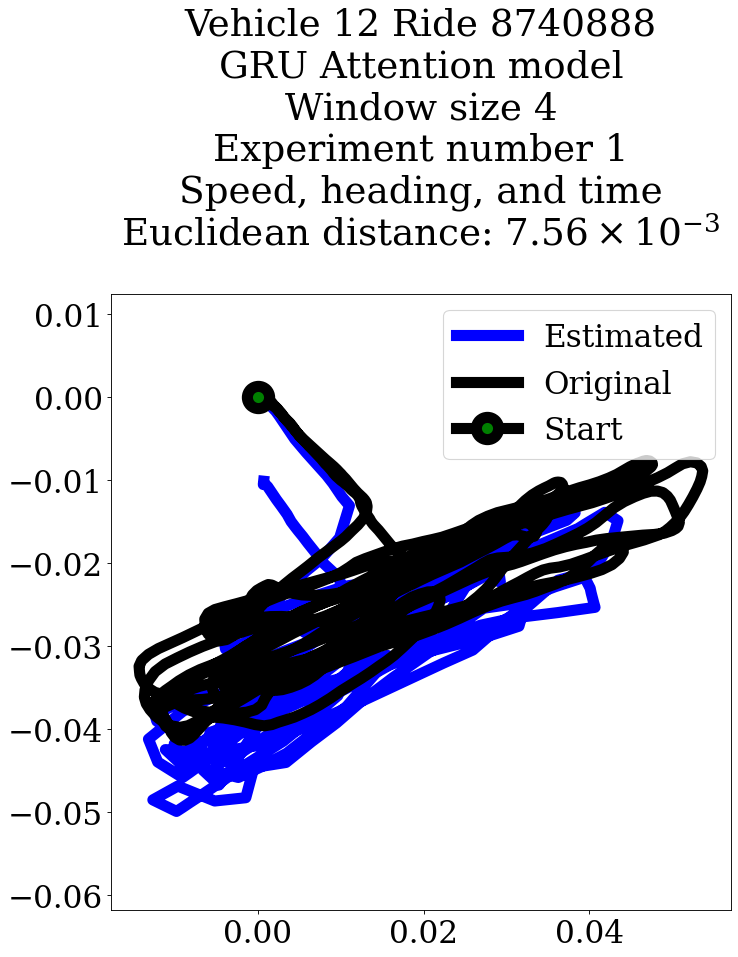 Vehicle 12 Ride 8740888
GRU Attention model
Window size 4
Experiment number 1
Speed, heading, and time
Euclidean distance: 7.56 × 10⁻³
Estimated
Original
Start
0.01
0.00
−0.01
−0.02
−0.03
−0.04
−0.05
−0.06
0.00 0.02 0.04